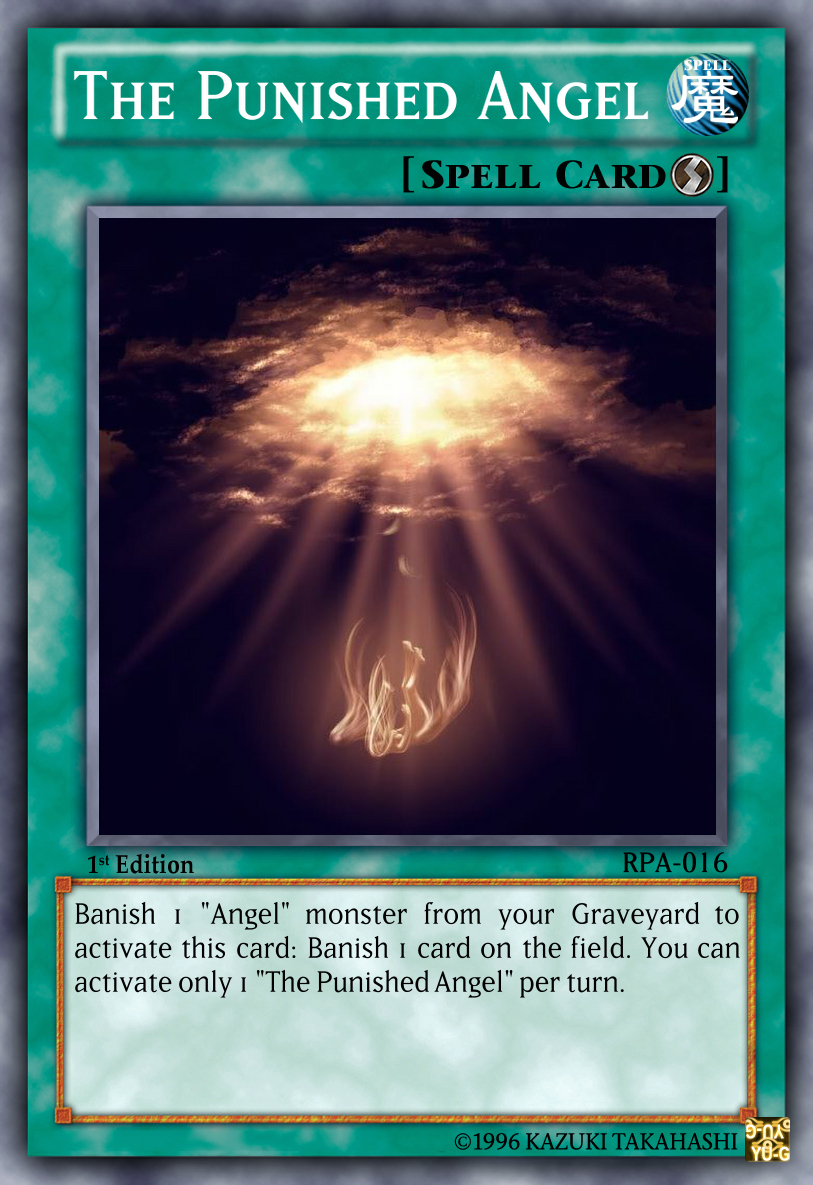 THE PUNISHED ANGEL
SPELL
魔
[SPELL CARD]
1st Edition
RPA-016
Banish 1 "Angel" monster from your Graveyard to
activate this card: Banish 1 card on the field. You can
activate only 1 "The Punished Angel" per turn.
©1996 KAZUKI TAKAHASHI